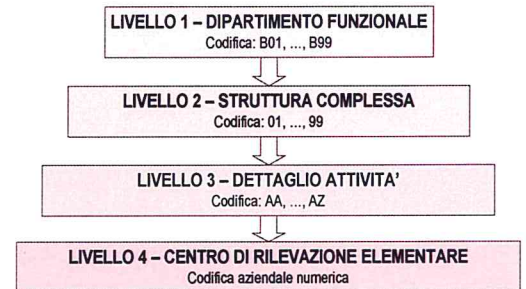 LIVELLO 1 – DIPARTIMENTO FUNZIONALE
Codifica: B01, ..., B99
LIVELLO 2 – STRUTTURA COMPLESSA
Codifica: 01, ..., 99
LIVELLO 3 – DETTAGLIO ATTIVITA'
Codifica: AA, ..., AZ
LIVELLO 4 – CENTRO DI RILEVAZIONE ELEMENTARE
Codifica aziendale numerica